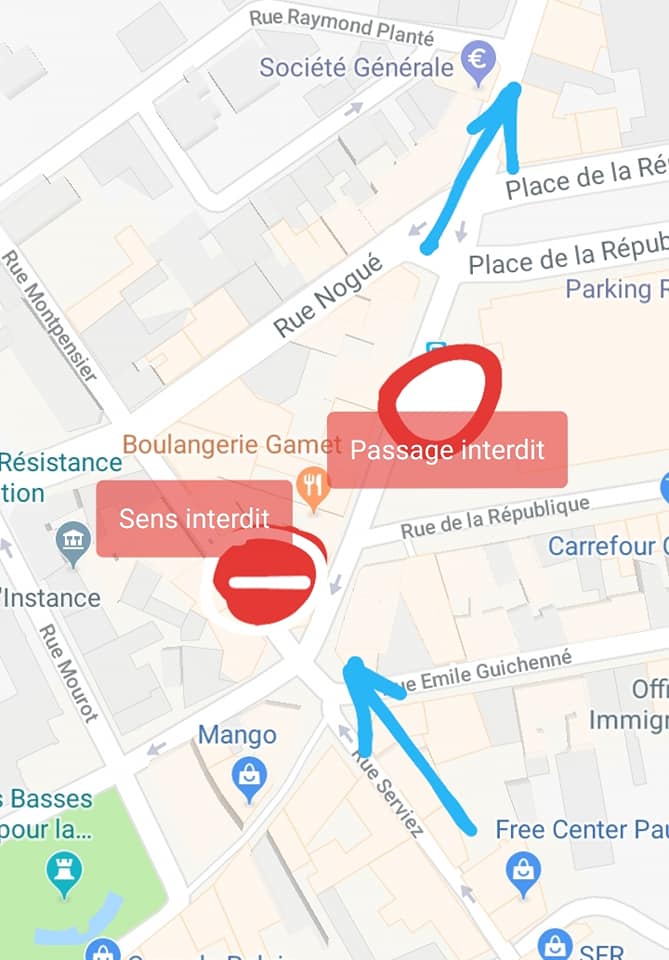 Rue Raymond Planté
Société Générale
€
Place de la Ré
Place de la Répub
Rue Nogué
Parking R
Rue Montpensier
Boulangerie Gamet
Passage interdit
Résistance
tion
Sens interdit
Rue de la République
Carrefour
'Instance
Rue Mourot
ue Emile Guichenné
Offi
Immigr
Mango
Rue Serviez
s Basses
pour la...
Free Center Pau
SFR